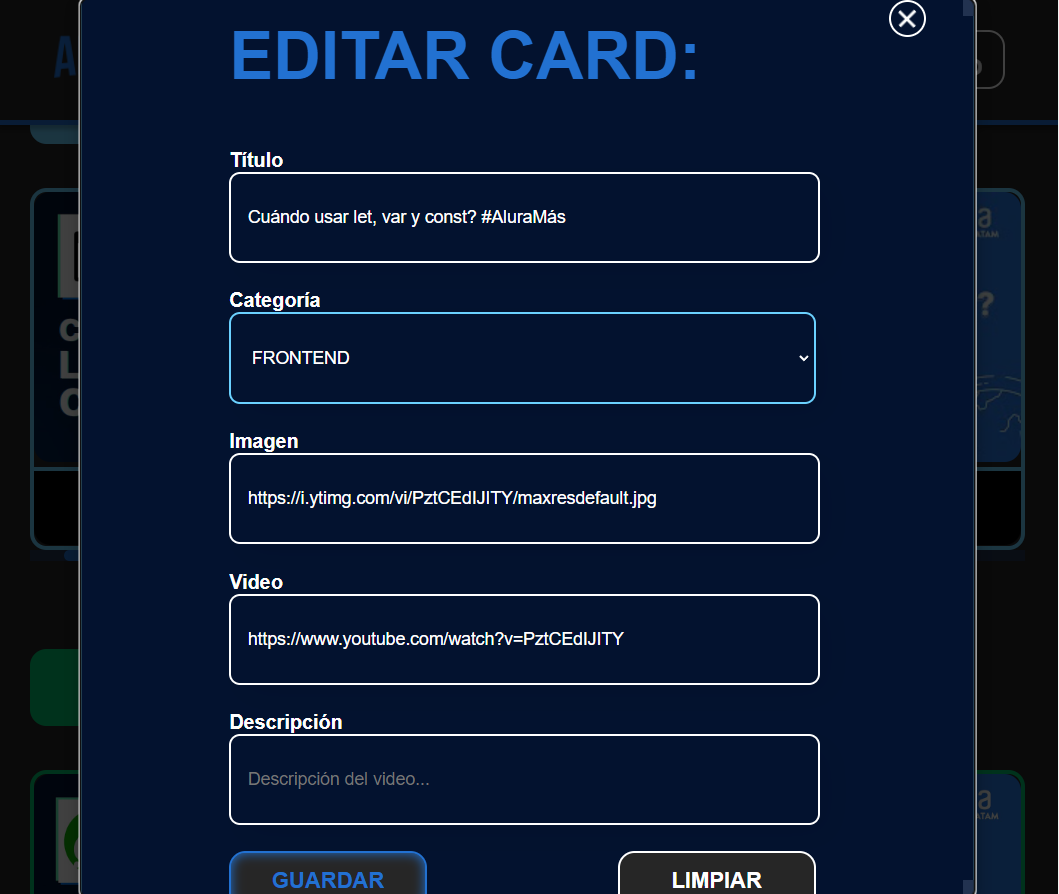 EDITAR CARD:
Título
Cuándo usar let, var y const? #AluraMás
Categoría
FRONTEND
Imagen
https://i.ytimg.com/vi/PztCEdIJITY/maxresdefault.jpg
Video
https://www.youtube.com/watch?v=PztCEdIJITY
Descripción
Descripción del video...
GUARDAR
LIMPIAR